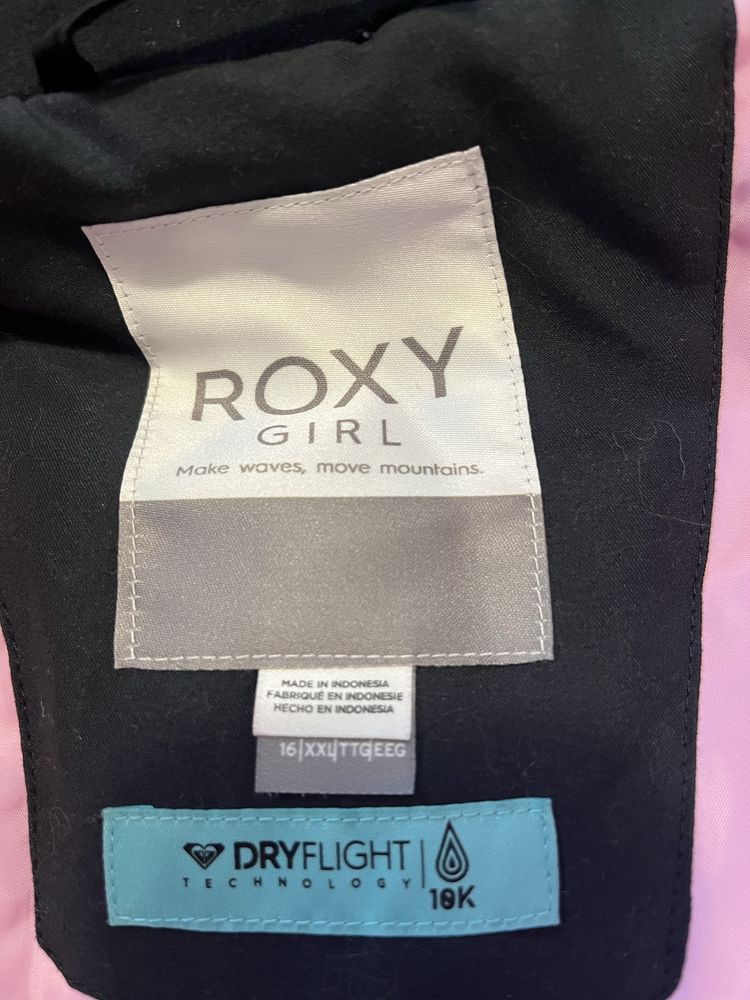 ROXY
GIRL
Make waves, move mountains.
MADE IN INDONESIA
FABRIQUÉ EN INDONESIE
HECHO EN INDONESIA
16|XXL|TTG|EEG
DRYFLIGHT
TECHNOLOGY
10K